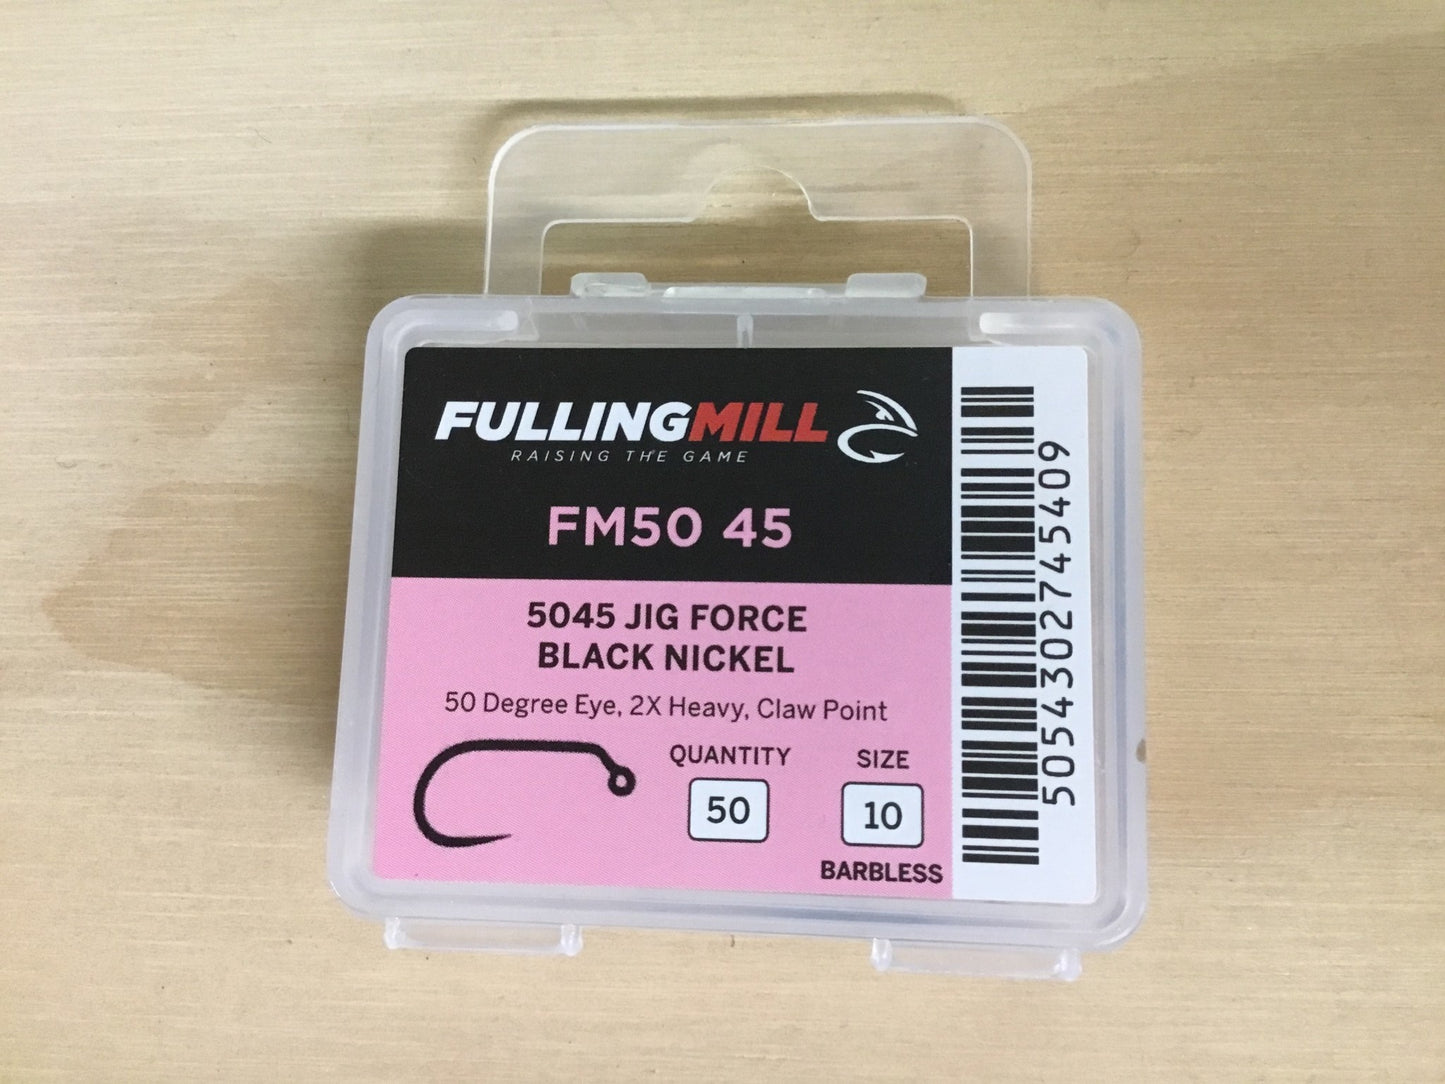 FULLINGMILL
RAISING THE GAME
FM50 45
5045 JIG FORCE
BLACK NICKEL
50 Degree Eye, 2X Heavy, Claw Point
QUANTITY
50
SIZE
10
BARBLESS
5054302745409